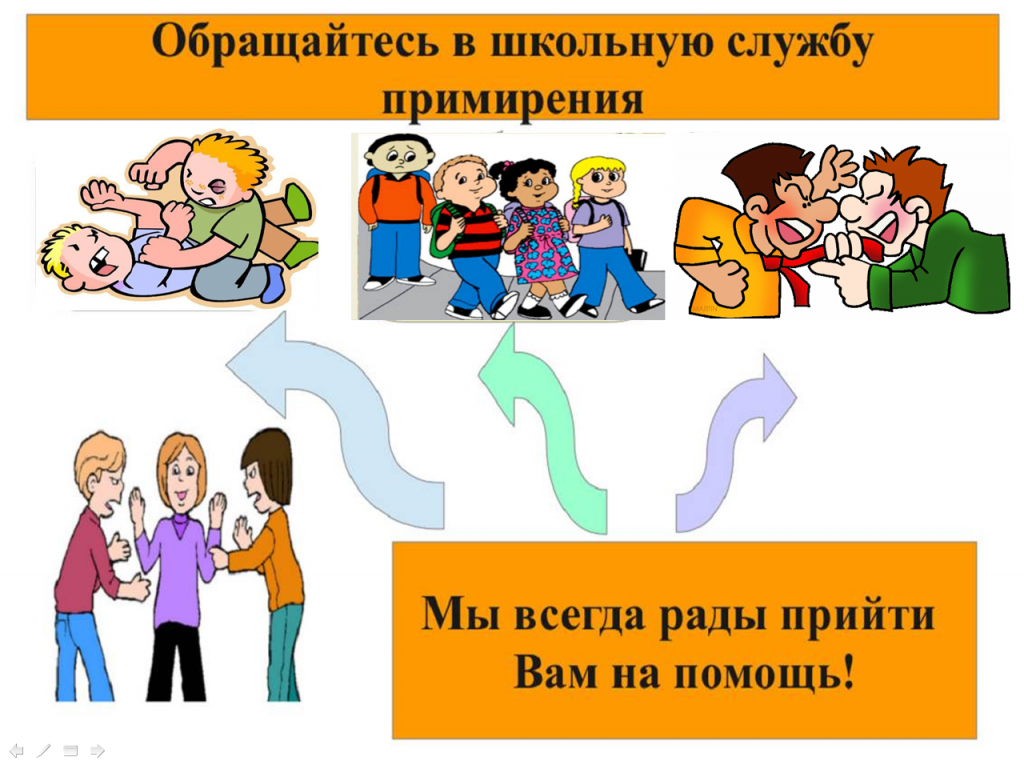 Обращайтесь в школьную службу
примирения
Мы всегда рады прийти
Вам на помощь!